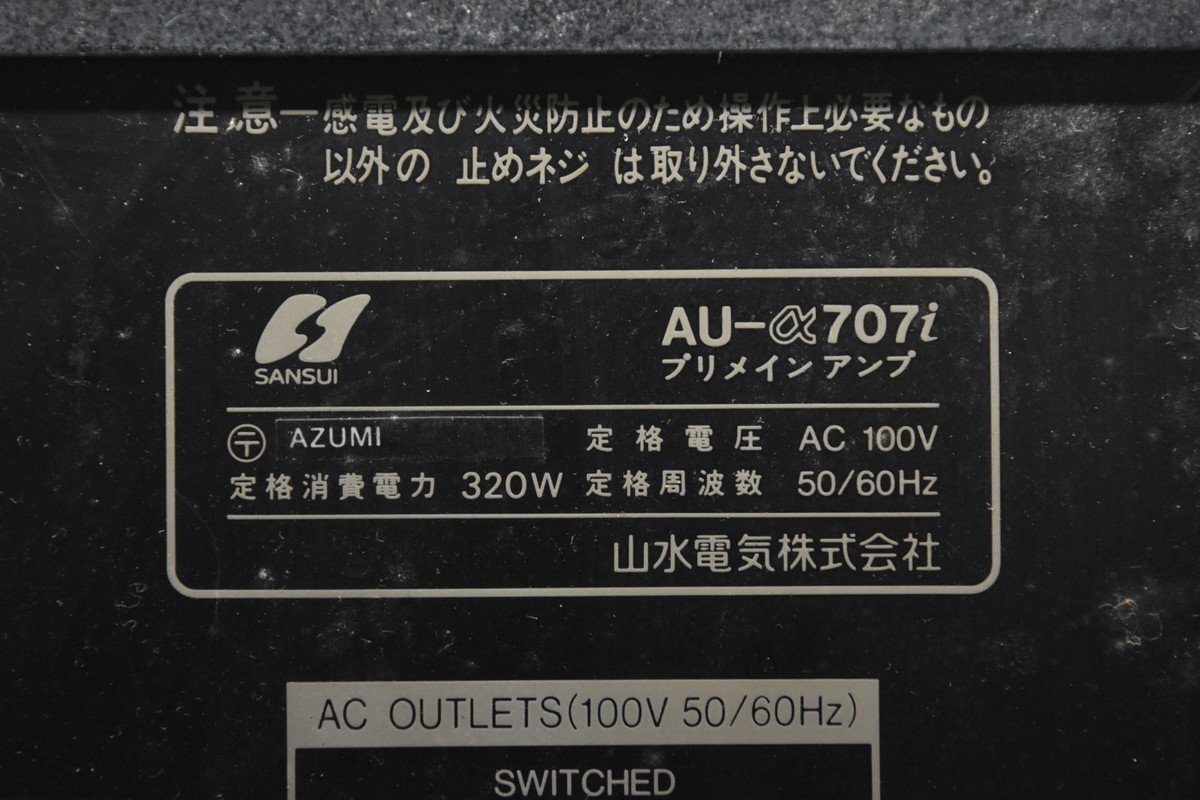 注意－感電及び火災防止のため操作上必要なもの
以外の 止めネジ は取り外さないでください。
SANSUI
AU-α707i
プリメインアンプ
〒 AZUMI 定格電圧 AC 100V
定格消費電力 320W 定格周波数 50/60Hz
山水電気株式会社
AC OUTLETS(100V 50/60Hz)
SWITCHED